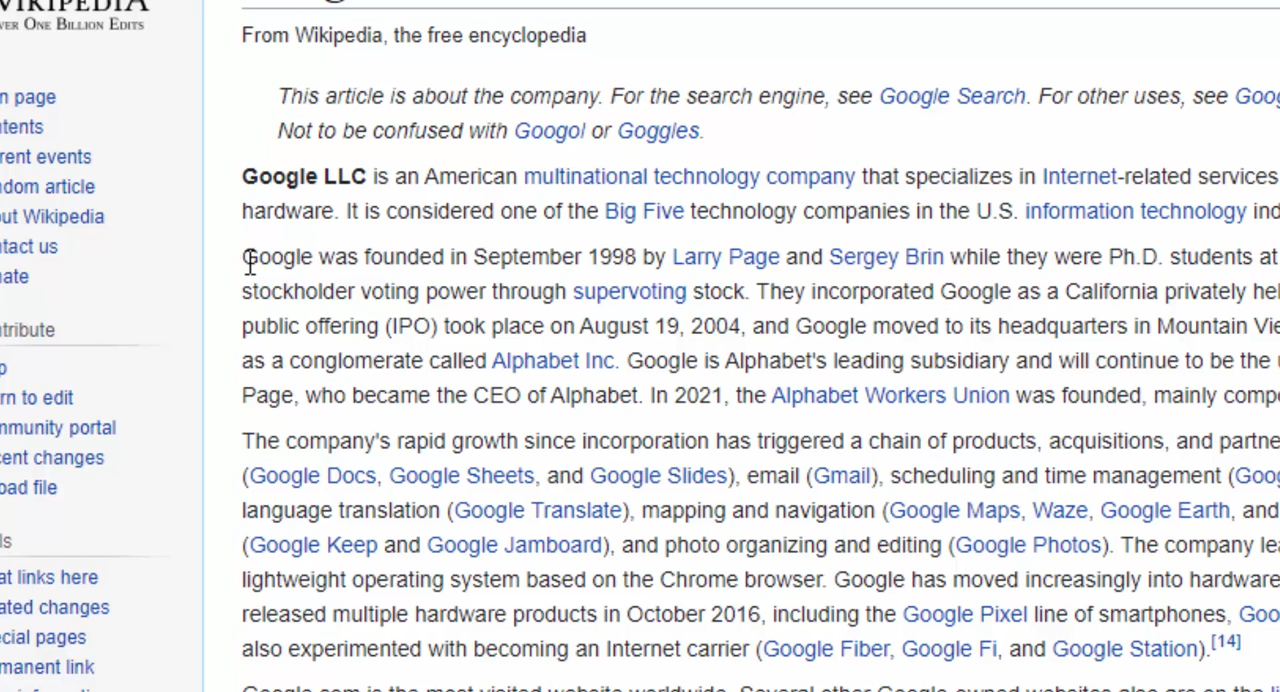 WIKIPEDIA
OVER ONE BILLION EDITS
page
events
article
Wikipedia
us
From Wikipedia, the free encyclopedia
This article is about the company. For the search engine, see Google Search. For other uses, see
Not to be confused with Googol or Goggles.
Google LLC is an American multinational technology company that specializes in Internet-related services
hardware. It is considered one of the Big Five technology companies in the U.S. information technology
Google was founded in September 1998 by Larry Page and Sergey Brin while they were Ph.D. students at
stockholder voting power through supervoting stock. They incorporated Google as a California privately
public offering (IPO) took place on August 19, 2004, and Google moved to its headquarters in Mountain
as a conglomerate called Alphabet Inc. Google is Alphabet's leading subsidiary and will continue to be the
Page, who became the CEO of Alphabet. In 2021, the Alphabet Workers Union was founded, mainly
The company's rapid growth since incorporation has triggered a chain of products, acquisitions, and
(Google Docs, Google Sheets, and Google Slides), email (Gmail), scheduling and time management (
language translation (Google Translate), mapping and navigation (Google Maps, Waze, Google Earth, and
(Google Keep and Google Jamboard), and photo organizing and editing (Google Photos). The company
lightweight operating system based on the Chrome browser. Google has moved increasingly into hardware
released multiple hardware products in October 2016, including the Google Pixel line of smartphones,
also experimented with becoming an Internet carrier (Google Fiber, Google Fi, and Google Station).[14]
to edit
portal
changes
file
links here
changes
pages
link